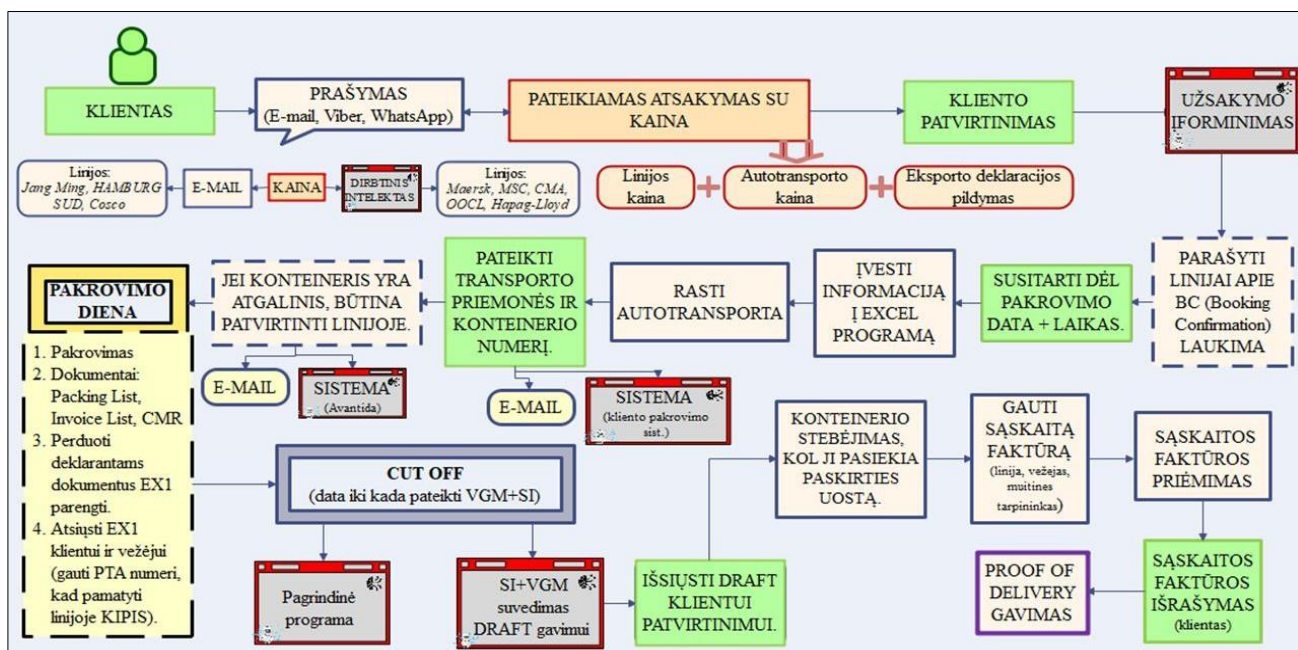 KLIENTAS
PRAŠYMAS
(E-mail, Viber, WhatsApp)
PATEIKIAMAS ATSAKYMAS SU
KAINA
KLIENTO
PATVIRTINIMAS
UŽSAKYMO
ĮFORMINIMAS
Linijos:
Jang Ming, HAMBURG
SUD, Cosco
E-MAIL
KAINA
DIRBTINIS
INTELEKTAS
Linijos:
Maersk, MSC, CMA,
OOCL, Hapag-Lloyd
Linijos
kaina
Autotransporto
kaina
Eksporto deklaracijos
pildymas
PARAŠYTI
LINIJAI APIE
BC (Booking
Confirmation)
LAUKIMA
SUSITARTI DĖL
PAKROVIMO
DATA + LAIKAS.
ĮVESTI
INFORMACIJĄ
Į EXCEL
PROGRAMĄ
RASTI
AUTOTRANSPORTA
PATEIKTI
TRANSPORTO
PRIEMONĖS IR
KONTEINERIO
NUMERĮ.
E-MAIL
SISTEMA
(kliento pakrovimo
sist.)
JEI KONTEINERIS YRA
ATGALINIS, BŪTINA
PATVIRTINTI LINIJOJE.
E-MAIL
SISTEMA
(Avantida)
PAKROVIMO
DIENA
1. Pakrovimas
2. Dokumentai:
Packing List,
Invoice List, CMR
3. Perduoti
deklarantams
dokumentus EX1
parengti.
4. Atsiųsti EX1
klientui ir vežėjui
(gauti PTA numeri,
kad pamatyti
linijoje KIPIS).
CUT OFF
(data iki kada pateikti VGM+SI)
Pagrindinė
programa
SI+VGM
suvedimas
DRAFT gavimui
IŠSIŲSTI DRAFT
KLIENTUI
PATVIRTINIMUI.
KONTEINERIO
STEBĖJIMAS,
KOL JI PASIEKIA
PASKIRTIES
UOSTĄ.
GAUTI
SĄSKAITĄ
FAKTŪRĄ
(linija, vežejas,
muitines
tarpininkas)
SĄSKAITOS
FAKTŪROS
PRIĖMIMAS
SĄSKAITOS
FAKTŪROS
IŠRAŠYMAS
(klientas)
PROOF OF
DELIVERY
GAVIMAS